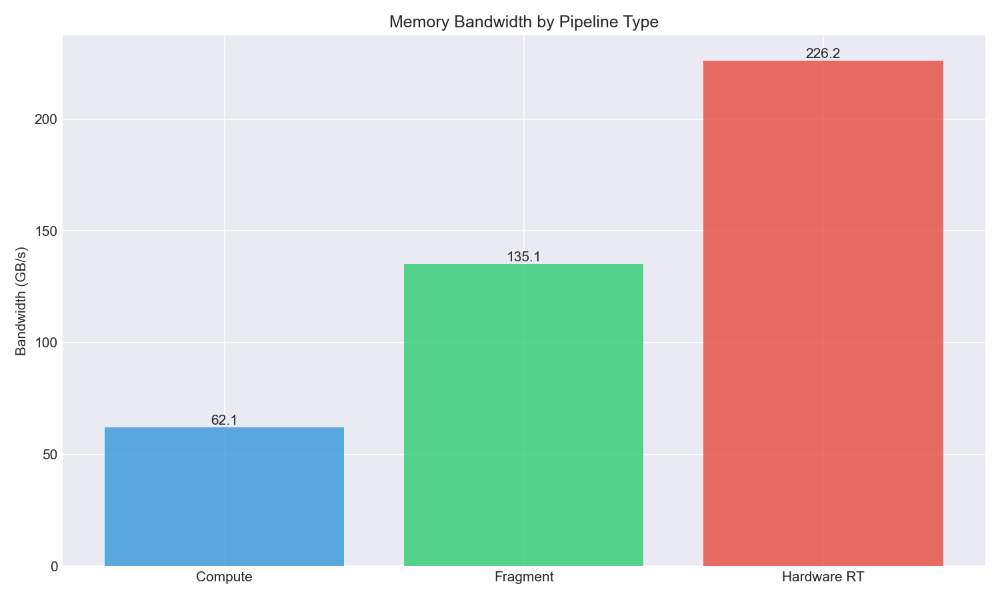 Memory Bandwidth by Pipeline Type
Bandwidth (GB/s)
200
150
100
50
0
226.2
135.1
62.1
Compute
Fragment
Hardware RT